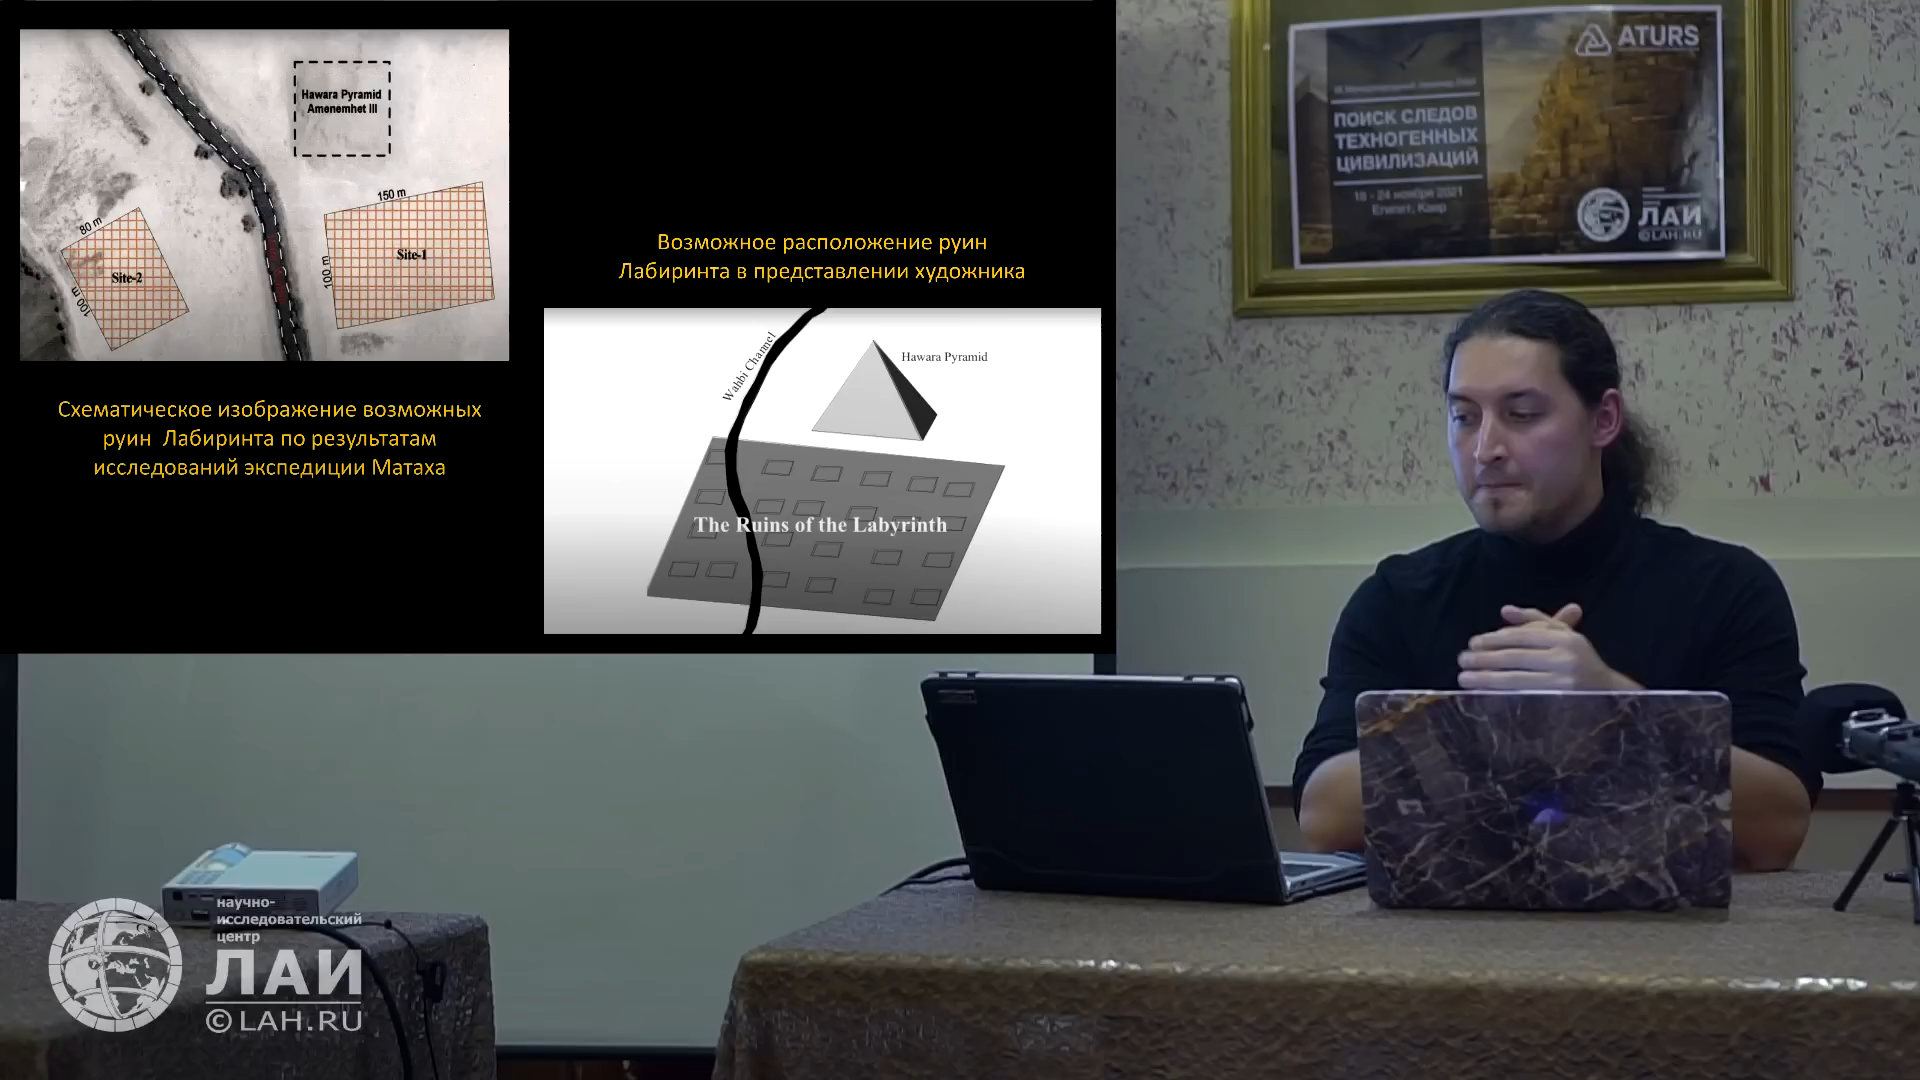 Hawara Pyramid
Amenemhet III
150 m
100 m
Site-1
80 m
100 m
Site-2
Схематическое изображение возможных
руин Лабиринта по результатам
исследований экспедиции Матаха
Возможное расположение руин
Лабиринта в представлении художника
Wahbi Channel
Hawara Pyramid
The Ruins of the Labyrinth
ATURS
ПОИСК СЛЕДОВ
ТЕХНОГЕННЫХ
ЦИВИЛИЗАЦИЙ
18 - 24 ноября 2021
Египет, Каир
ЛАИ
©LAH.RU
научно-
исследовательский
центр
ЛАИ
©LAH.RU